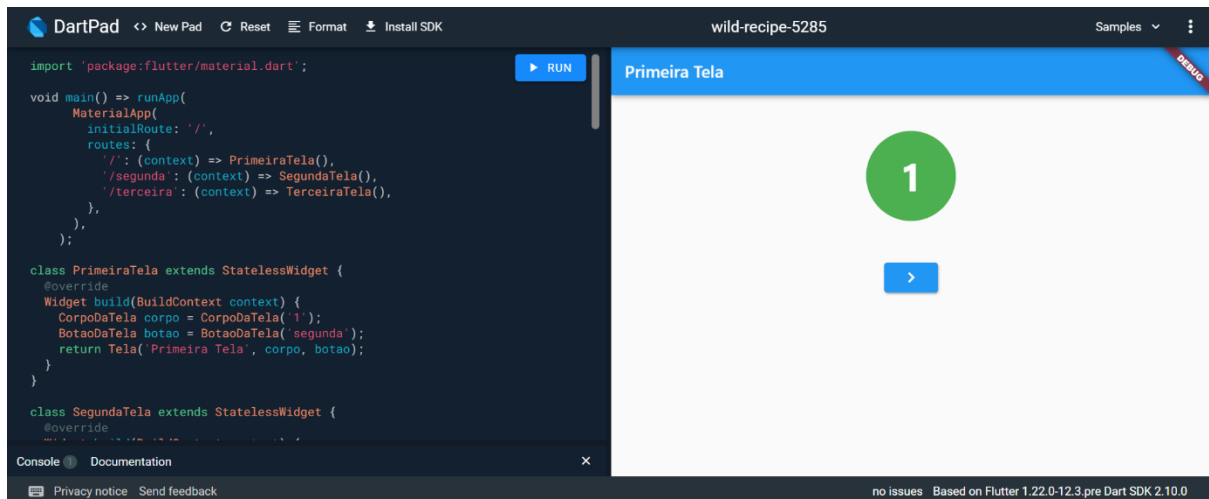 DartPad <> New Pad Reset Format Install SDK wild-recipe-5285 Samples
import 'package:flutter/material.dart';
RUN
void main() => runApp(
MaterialApp(
initialRoute: '/',
routes: {
'/': (context) => PrimeiraTela(),
'/segunda': (context) => SegundaTela(),
'/terceira': (context) => TerceiraTela(),
},
),
);
class PrimeiraTela extends StatelessWidget {
@override
Widget build(BuildContext context) {
CorpoDaTela corpo = CorpoDaTela('1');
BotaoDaTela botao = BotaoDaTela('segunda');
return Tela('Primeira Tela', corpo, botao);
}
}
class SegundaTela extends StatelessWidget {
@override
Console 1 Documentation ×
Primeira Tela
DEBUG
1
>
Privacy notice Send feedback
no issues Based on Flutter 1.22.0-12.3.pre Dart SDK 2.10.0